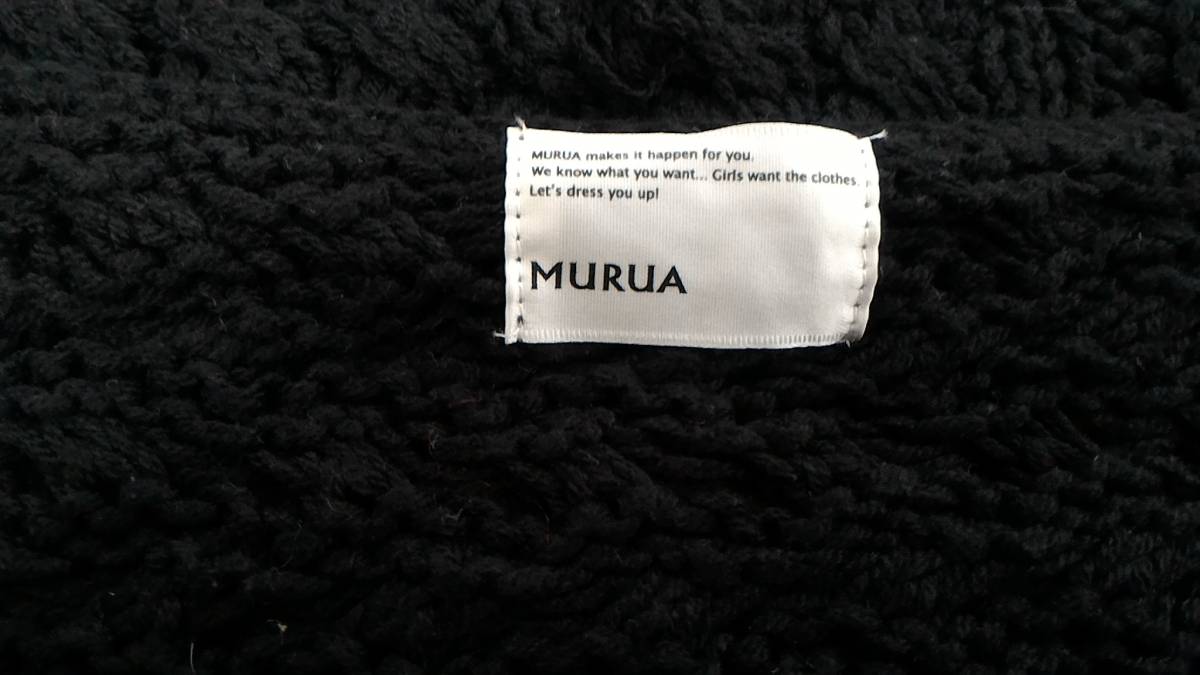 MURUA makes it happen for you.
We know what you want... Girls want the clothes.
Let's dress you up!
MURUA